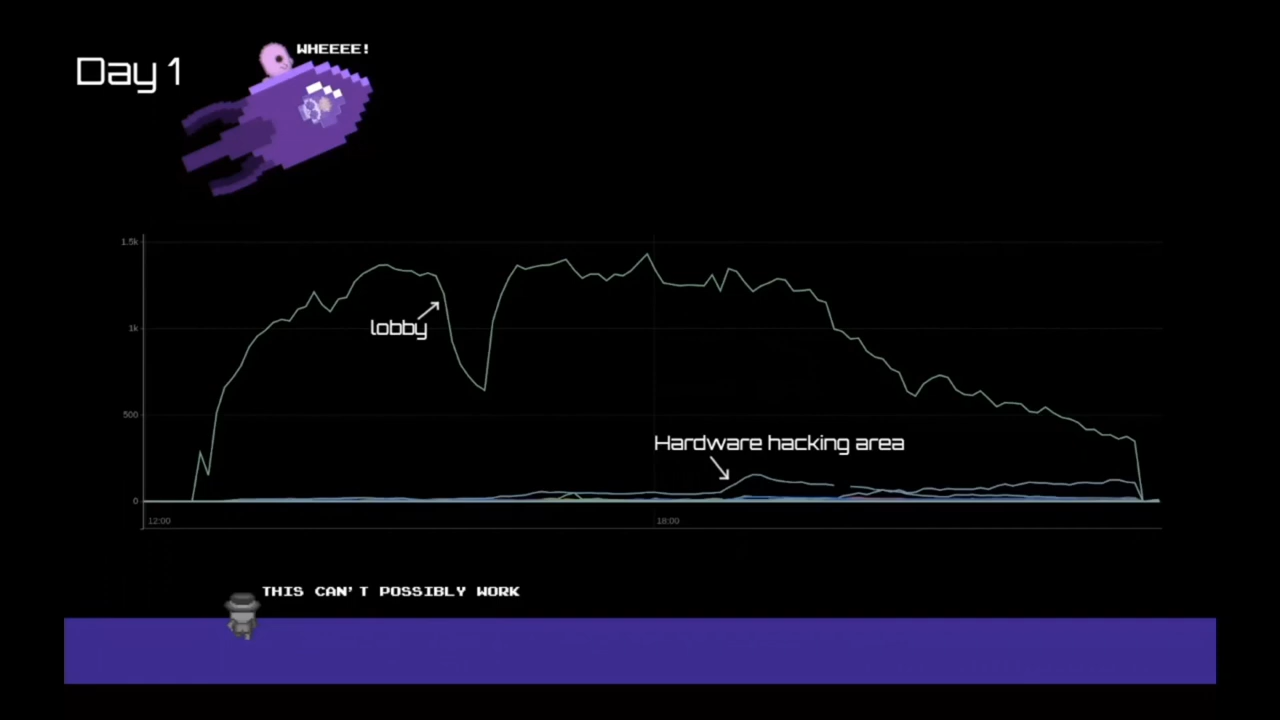 WHEEEE!
Day 1
1.5k
lobby
1k
500
Hardware hacking area
0
12:00
18:00
THIS CAN'T POSSIBLY WORK